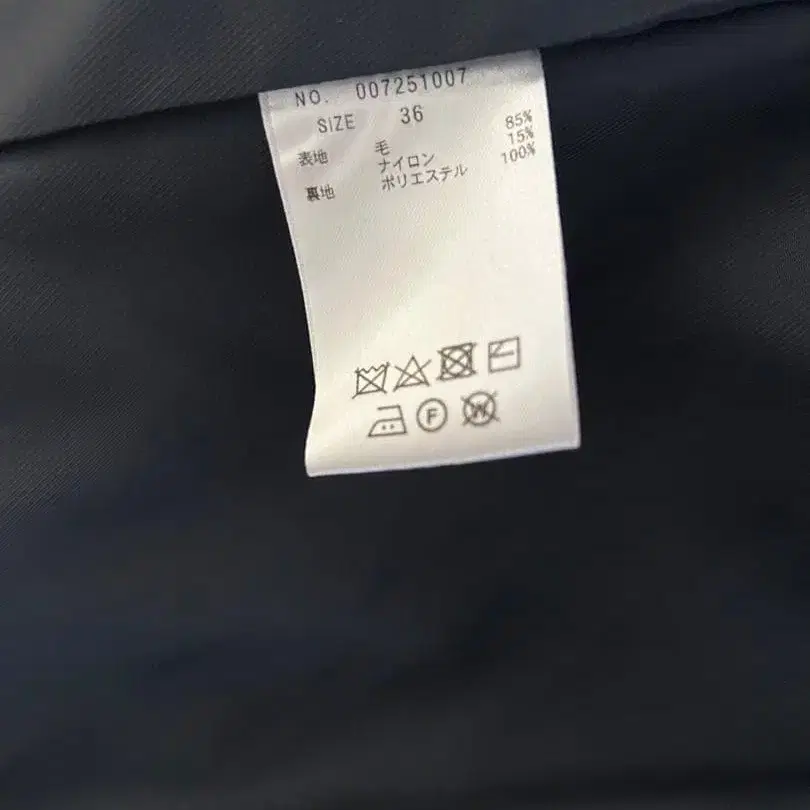 NO. 007251007
SIZE 36
表地 毛 85%
ナイロン 15%
裏地 ポリエステル 100%
F W